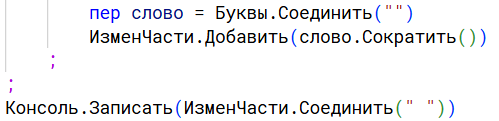 пер слово = Буквы.Соединить("")
ИзменЧасти.Добавить(слово.Сократить())
;
;
Консоль.Записать(ИзменЧасти.Соединить(" "))